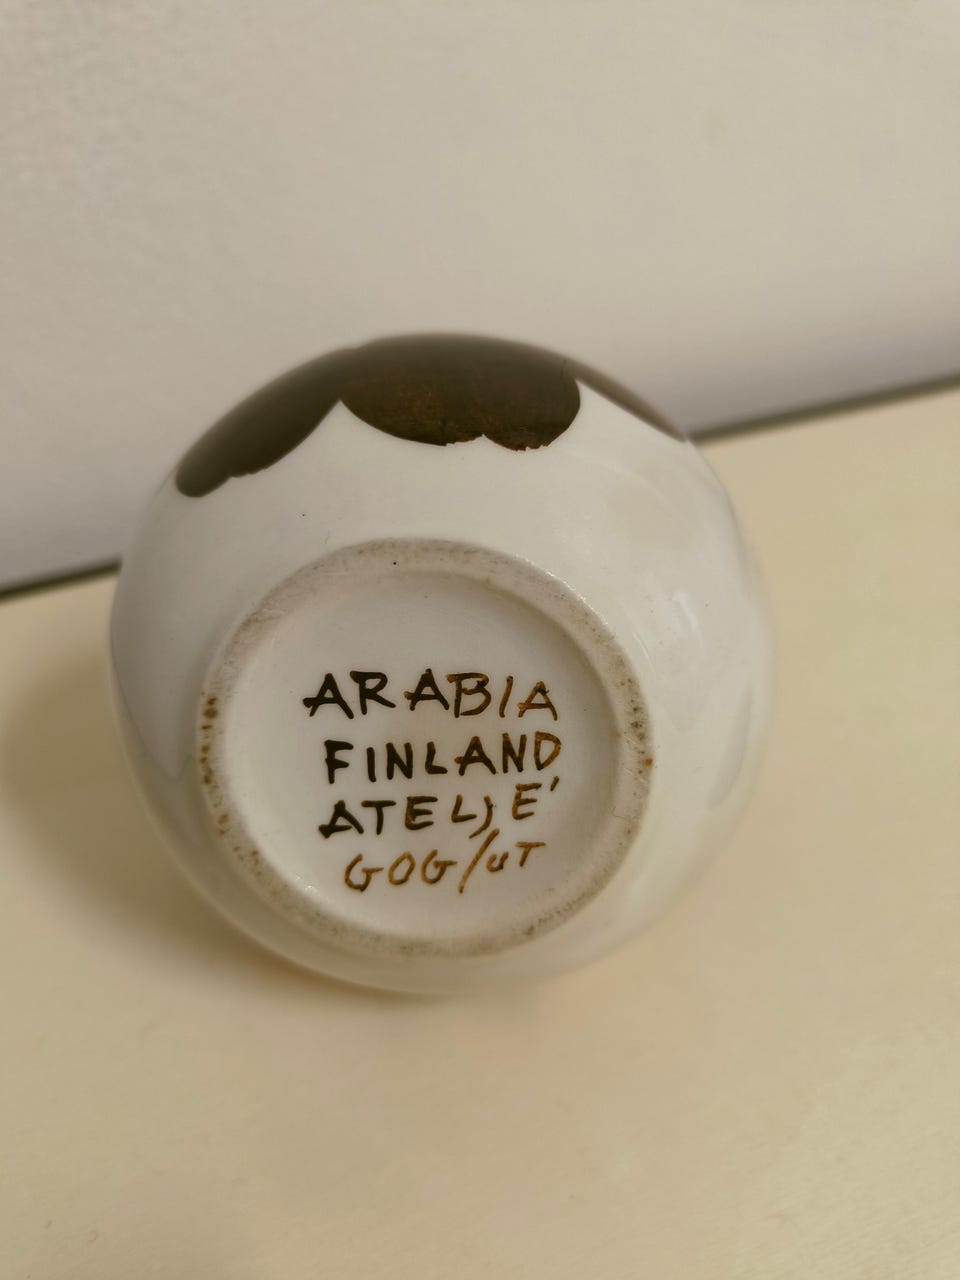 ARABIA
FINLAND
ATELJE'
GOG/UT